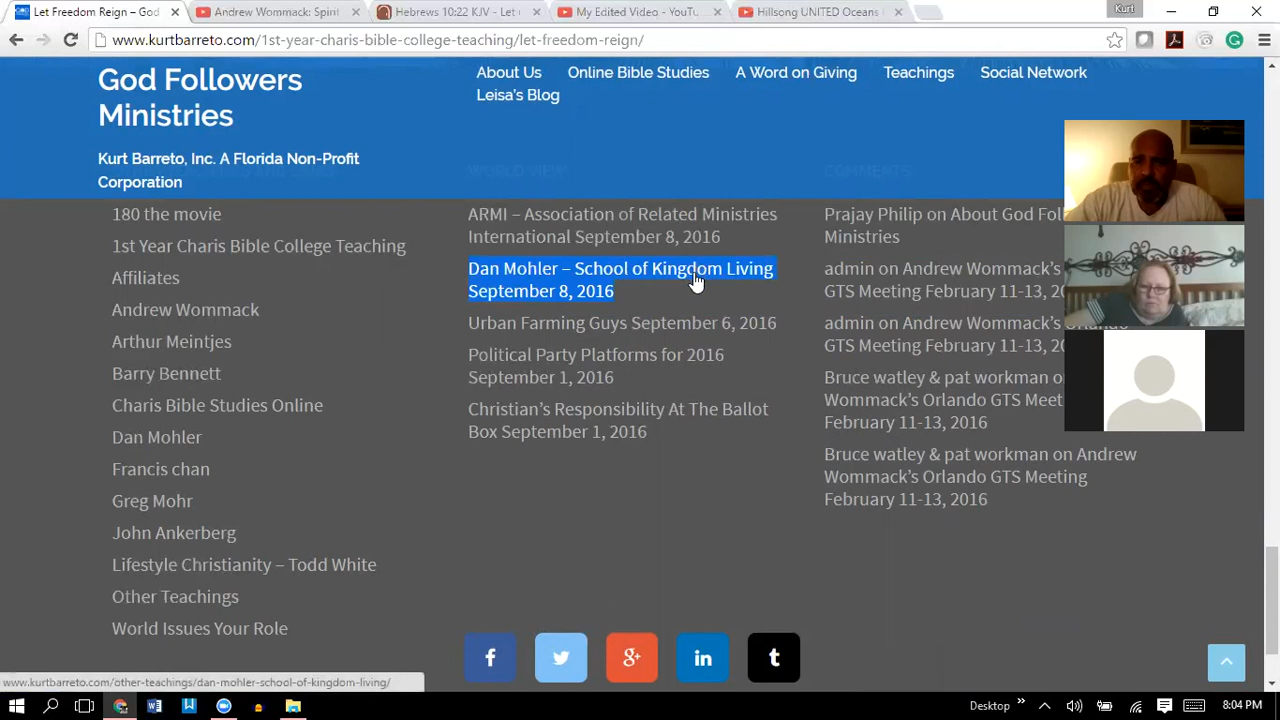 Let Freedom Reign – God
Andrew Wommack: Spirit
Hebrews 10:22 KJV - Let
My Edited Video - YouTu
Hillsong UNITED Oceans
Kurt
www.kurtbarreto.com/1st-year-charis-bible-college-teaching/let-freedom-reign/
God Followers
Ministries
Kurt Barreto, Inc. A Florida Non-Profit
Corporation
About Us
Online Bible Studies
A Word on Giving
Teachings
Social Network
Leisa's Blog
WORLD VIEW
COMMENTS
180 the movie
1st Year Charis Bible College Teaching
Affiliates
Andrew Wommack
Arthur Meintjes
Barry Bennett
Charis Bible Studies Online
Dan Mohler
Francis chan
Greg Mohr
John Ankerberg
Lifestyle Christianity – Todd White
Other Teachings
World Issues Your Role
ARMI – Association of Related Ministries
International September 8, 2016
Dan Mohler – School of Kingdom Living
September 8, 2016
Urban Farming Guys September 6, 2016
Political Party Platforms for 2016
September 1, 2016
Christian's Responsibility At The Ballot
Box September 1, 2016
Prajay Philip on About God Fol
Ministries
admin on Andrew Wommack's
GTS Meeting February 11-13, 20
admin on Andrew Wommack's Orlando
GTS Meeting February 11-13, 20
Bruce watley & pat workman o
Wommack's Orlando GTS Meet
February 11-13, 2016
Bruce watley & pat workman on Andrew
Wommack's Orlando GTS Meeting
February 11-13, 2016
f
g+
in
t
www.kurtbarreto.com/other-teachings/dan-mohler-school-of-kingdom-living/
Desktop
8:04 PM